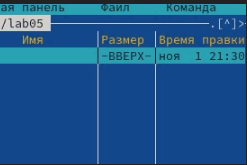 ая панель Файл Команда
/lab05 .[^]>
Имя Размер Время правки
-ВВЕРХ- ноя 1 21:30